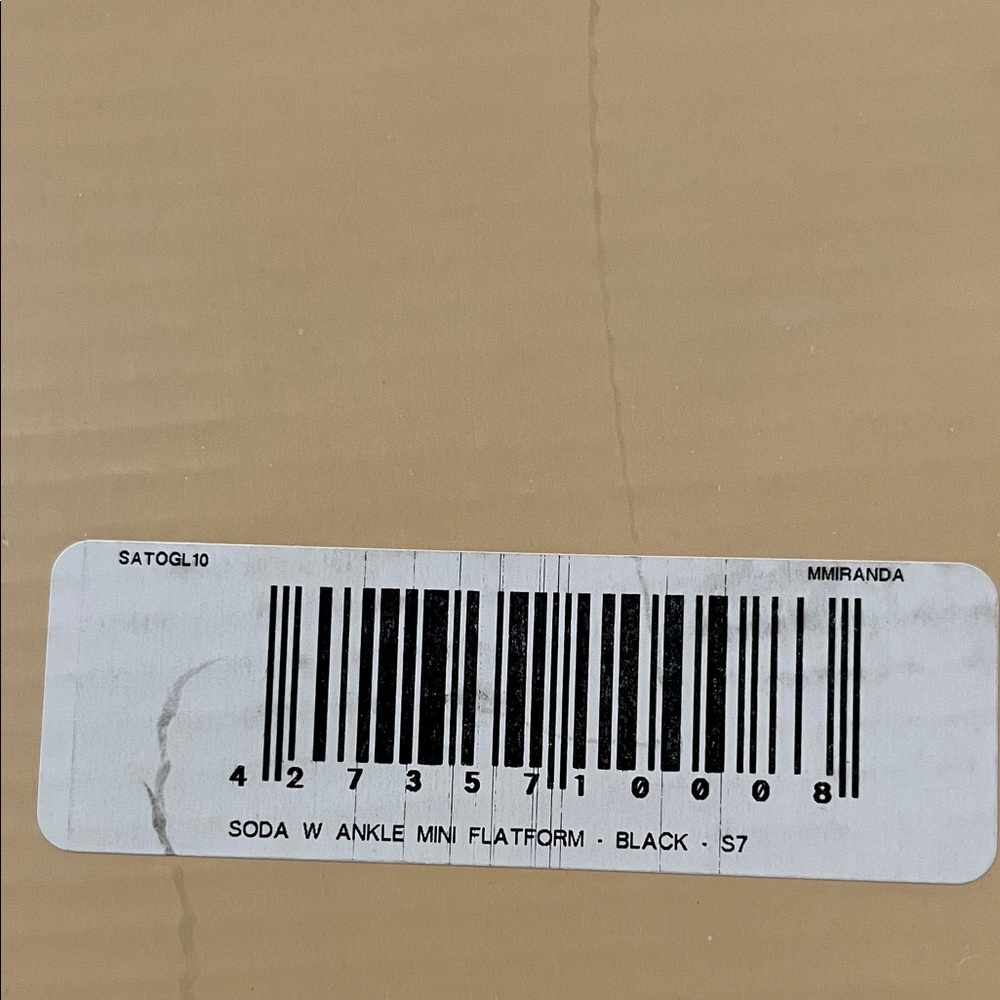 SATOGL10
MMIRANDA
4 2 7 3 5 7 1 0 0 0 8
SODA W ANKLE MINI FLATFORM - BLACK - S7